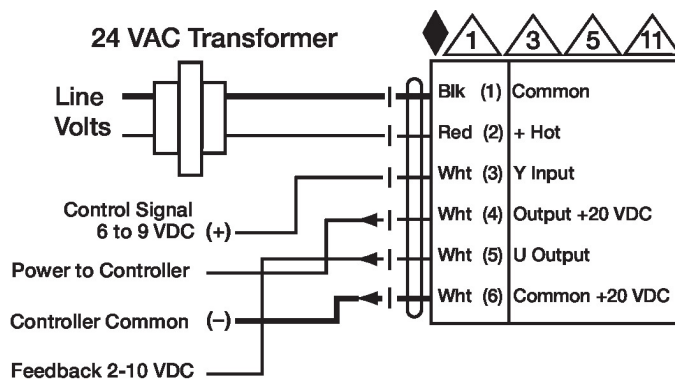 24 VAC Transformer
1 3 5 11
Line
Volts
Blk (1) Common
Red (2) + Hot
Wht (3) Y Input
Control Signal
6 to 9 VDC (+)
Wht (4) Output +20 VDC
Power to Controller
Wht (5) U Output
Wht (6) Common +20 VDC
Controller Common (–)
Feedback 2-10 VDC